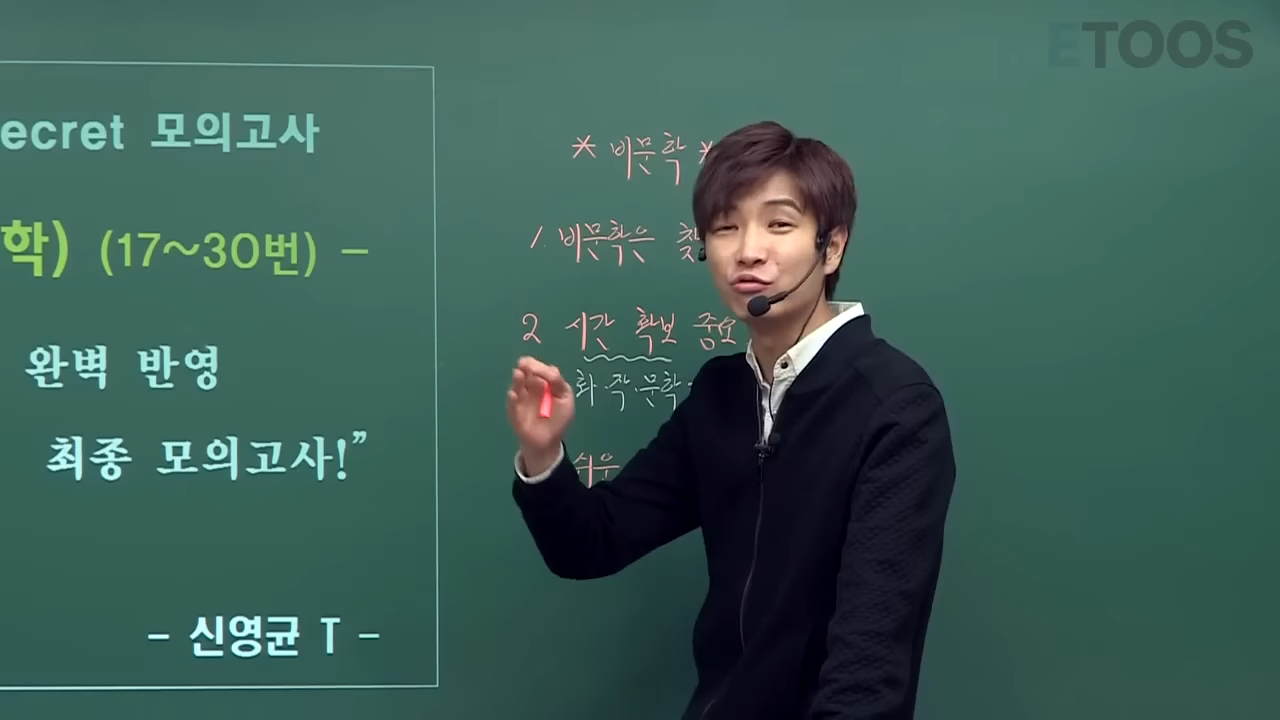 ETOOS
ecret 모의고사
학) (17~30번) –
완벽 반영
최종 모의고사!”
– 신영균 T –
* 비문학 *
1. 비문학은
2 시간 확보 중요
화·작·문학
쉬운